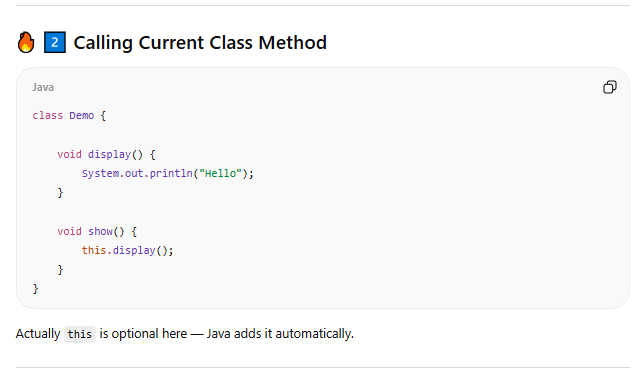 🔥 2️⃣ Calling Current Class Method
Java
class Demo {
void display() {
System.out.println("Hello");
}
void show() {
this.display();
}
}
Actually this is optional here — Java adds it automatically.